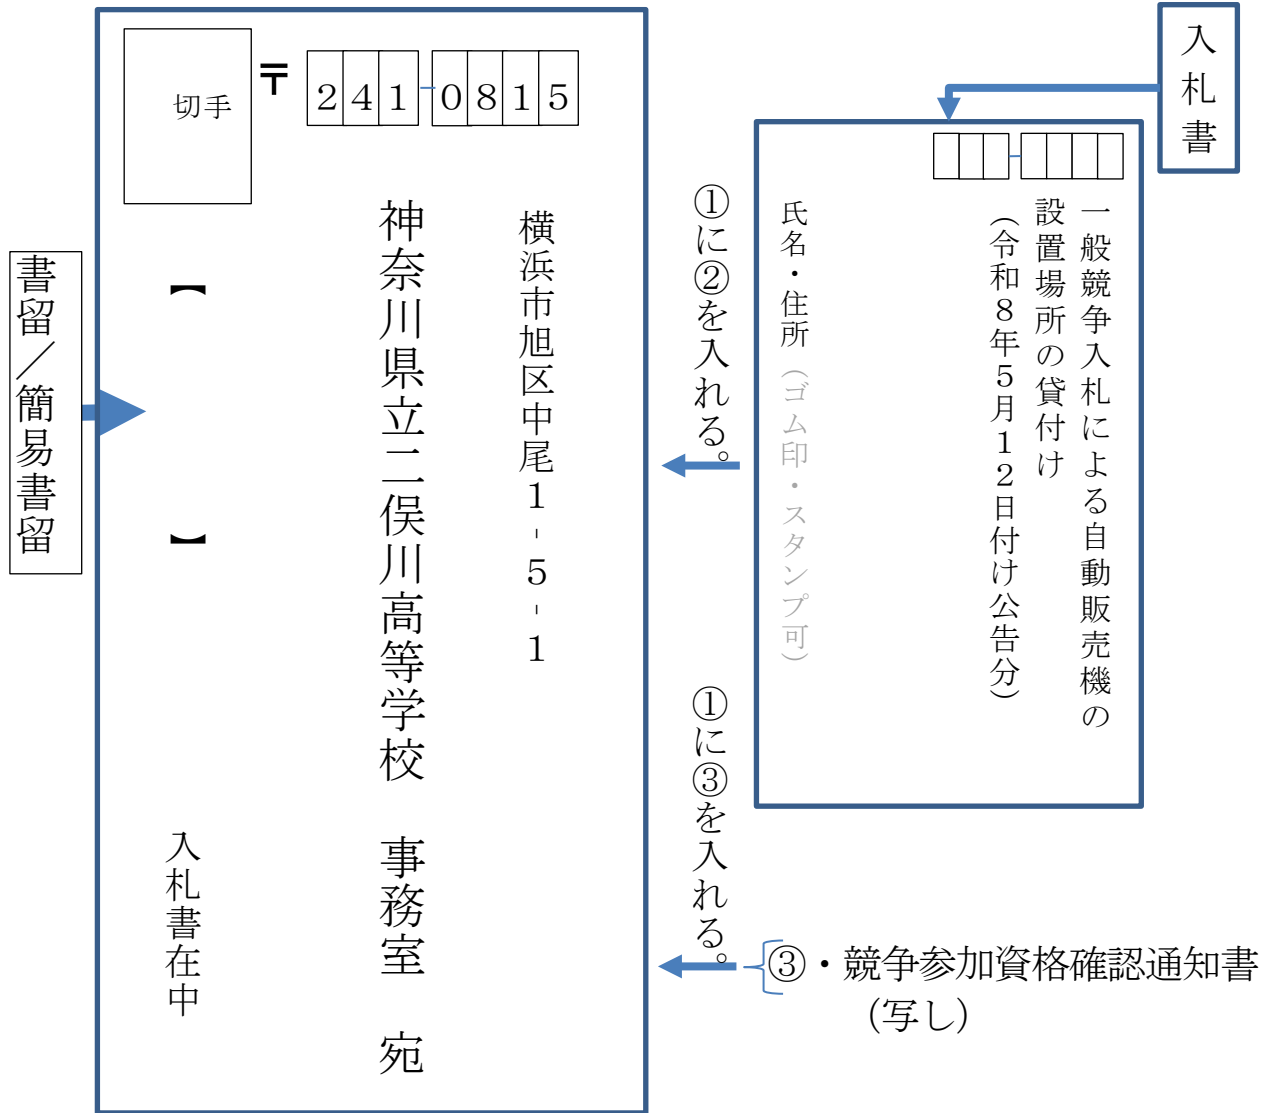 入札書
一般競争入札による自動販売機の
設置場所の貸付け
（令和８年５月１２日付け公告分）
氏名・住所（ゴム印・スタンプ可）
①に②を入れる。
①に③を入れる。
③・競争参加資格確認通知書
（写し）
切手
〒 241-0815
横浜市旭区中尾１-５-１
神奈川県立二俣川高等学校　事務室　宛
【　　　】
入札書在中
書留／簡易書留